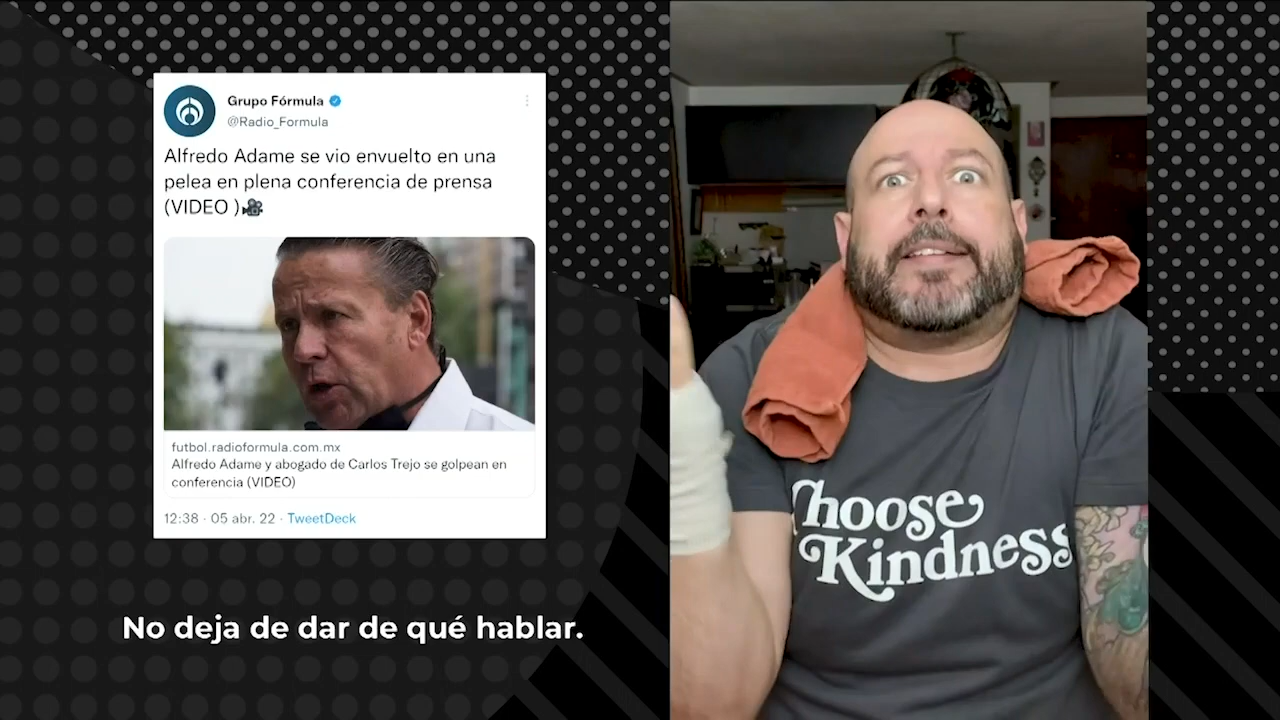 Grupo Fórmula
@Radio_Formula
Alfredo Adame se vio envuelto en una
pelea en plena conferencia de prensa
(VIDEO )🎥
futbol.radioformula.com.mx
Alfredo Adame y abogado de Carlos Trejo se golpean en
conferencia (VIDEO)
12:38 · 05 abr. 22 · TweetDeck
No deja de dar de qué hablar.
Choose
Kindness